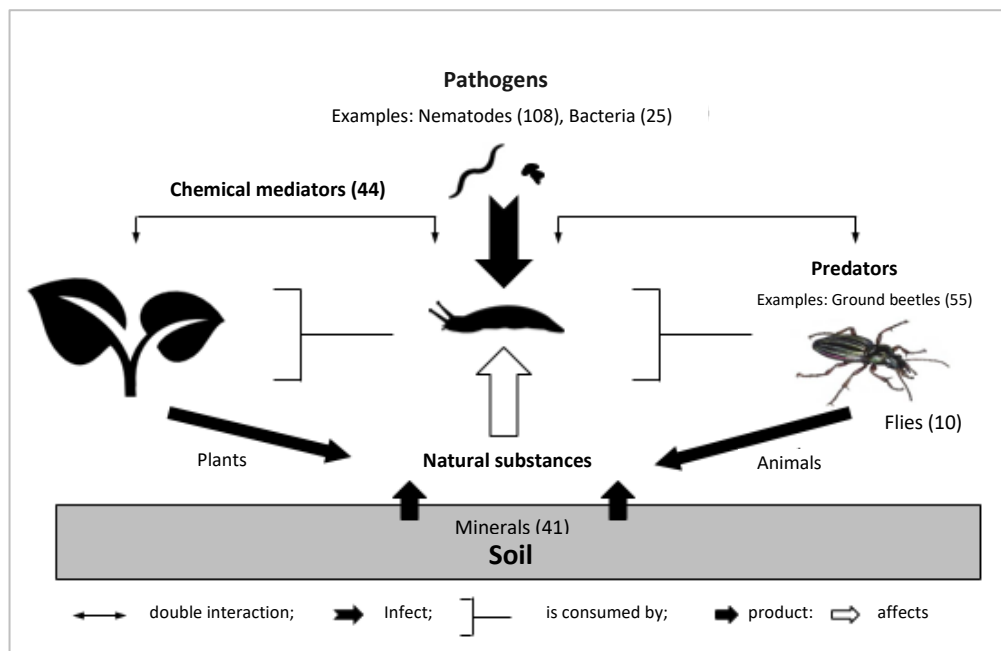 Pathogens
Examples: Nematodes (108), Bacteria (25)
Chemical mediators (44)
Predators
Examples: Ground beetles (55)
Flies (10)
Plants
Natural substances
Animals
Minerals (41)
Soil
double interaction;
Infect;
is consumed by;
product:
affects